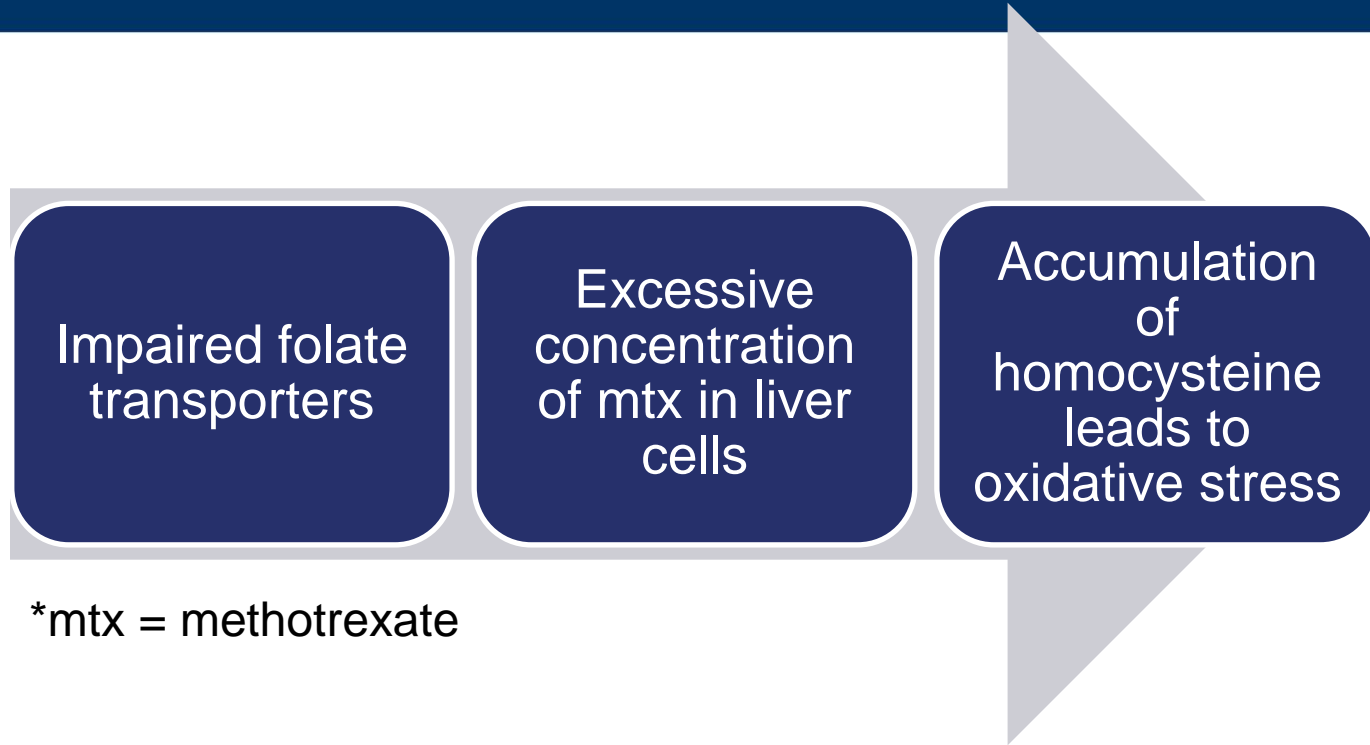 Impaired folate
transporters
Excessive
concentration
of mtx in liver
cells
Accumulation
of
homocysteine
leads to
oxidative stress
*mtx = methotrexate